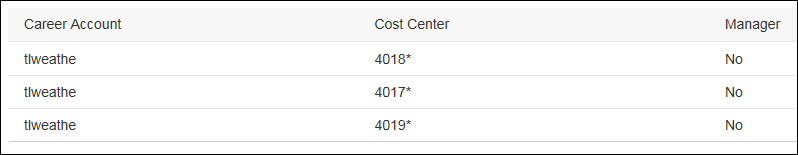 Career Account Cost Center Manager
tlweathe 4018* No
tlweathe 4017* No
tlweathe 4019* No